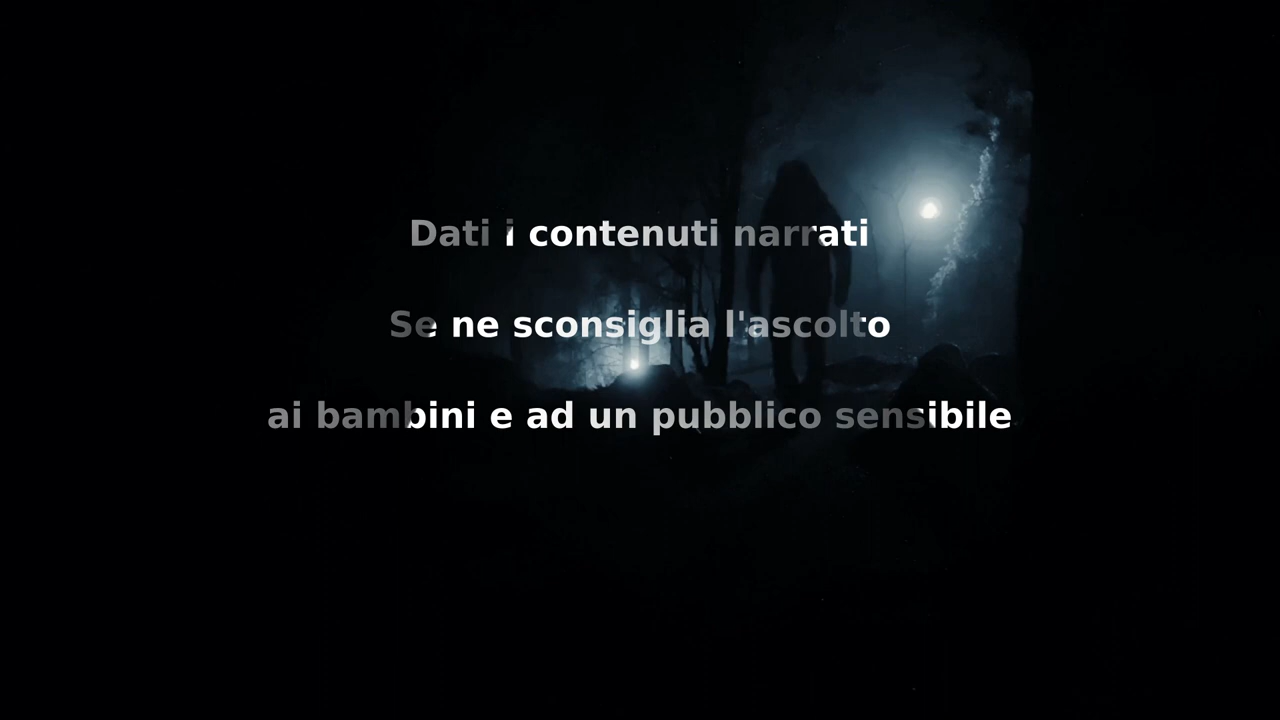 Dati i contenuti narrati
Se ne sconsiglia l'ascolto
ai bambini e ad un pubblico sensibile